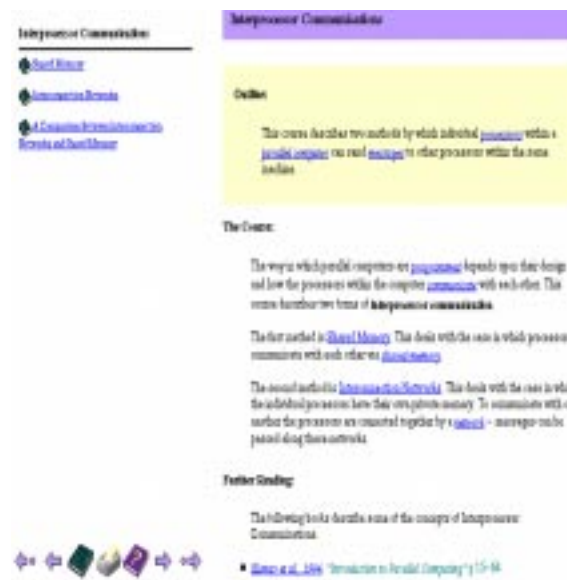 Interprocessor Communication
Shared Memory
Interconnection Networks
A Comparison Between Interconnection
Networks and Shared Memory
Interprocessor Communication
Outline:
This course describes two methods by which individual processors within a
parallel computer can send messages to other processors within the same
machine.
The Course:
The way in which parallel computers are programmed depends upon their design
and how the processors within the computer communicate with each other. This
course describes two forms of Interprocessor communication.
The first method is Shared Memory. This deals with the case in which processors
communicate with each other via shared memory.
The second method is Interconnection Networks. This deals with the case in
the individual processors have their own private memory. To communicate with
another the processors are connected together by a network - messages can be
passed along these networks.
Further Reading:
The following books describe some of the concepts of Interprocessor
Communications.
et al., 1994 "Introduction to Parallel Computing" p 15-64